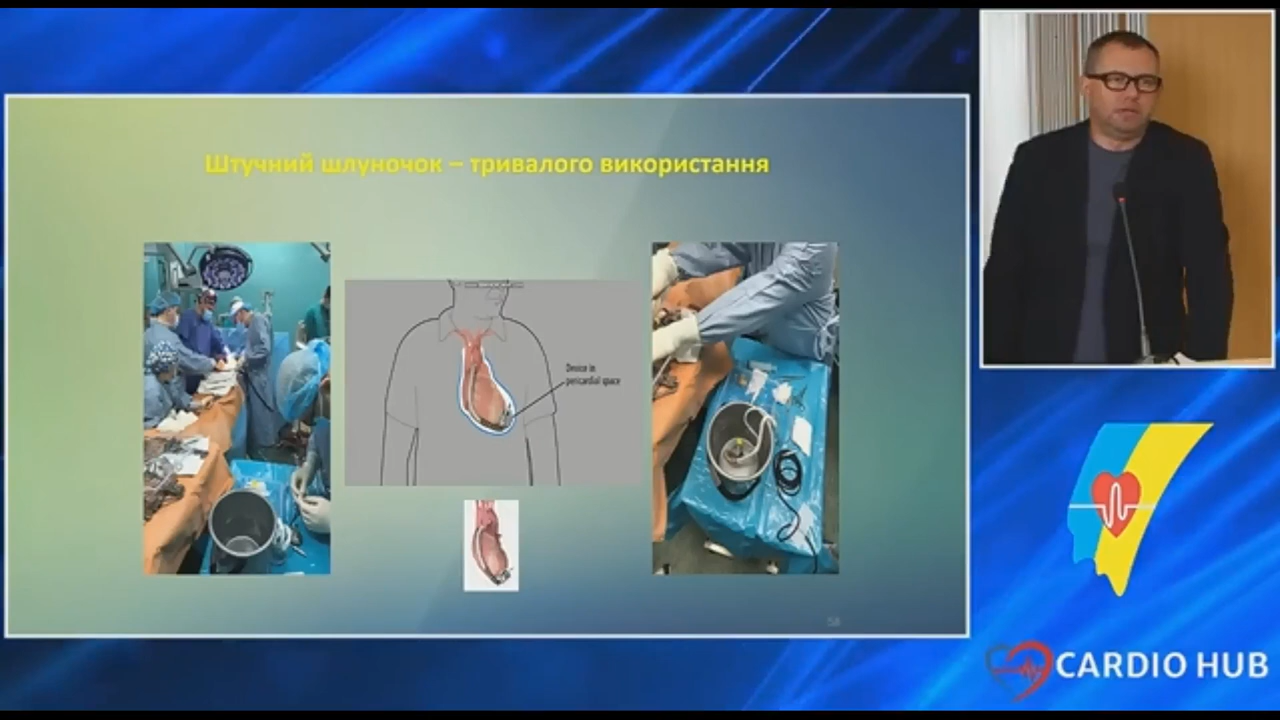 Штучний шлуночок – тривалого використання
Device in
pericardial space
58
CARDIO HUB